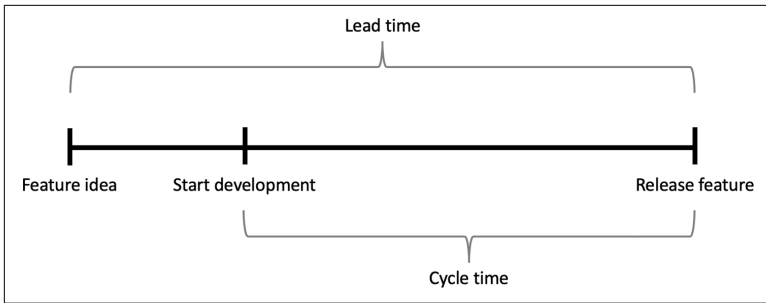 Lead time
Feature idea
Start development
Release feature
Cycle time